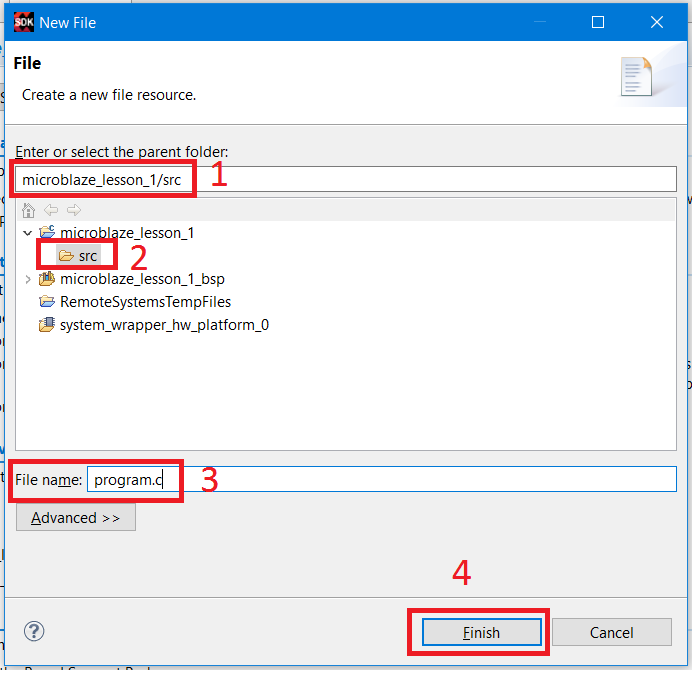 SDK New File
File
Create a new file resource.
Enter or select the parent folder:
microblaze_lesson_1/src 1
microblaze_lesson_1
src 2
microblaze_lesson_1_bsp
RemoteSystemsTempFiles
system_wrapper_hw_platform_0
File name: program.c 3
Advanced >>
4
? Finish Cancel